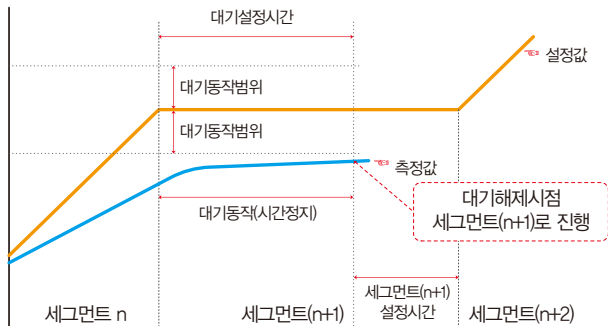 대기설정시간
☜ 설정값
대기동작범위
대기동작범위
☜ 측정값
대기해제시점
세그먼트(n+1)로 진행
대기동작(시간정지)
세그먼트 n
세그먼트(n+1)
세그먼트(n+1)
설정시간
세그먼트(n+2)